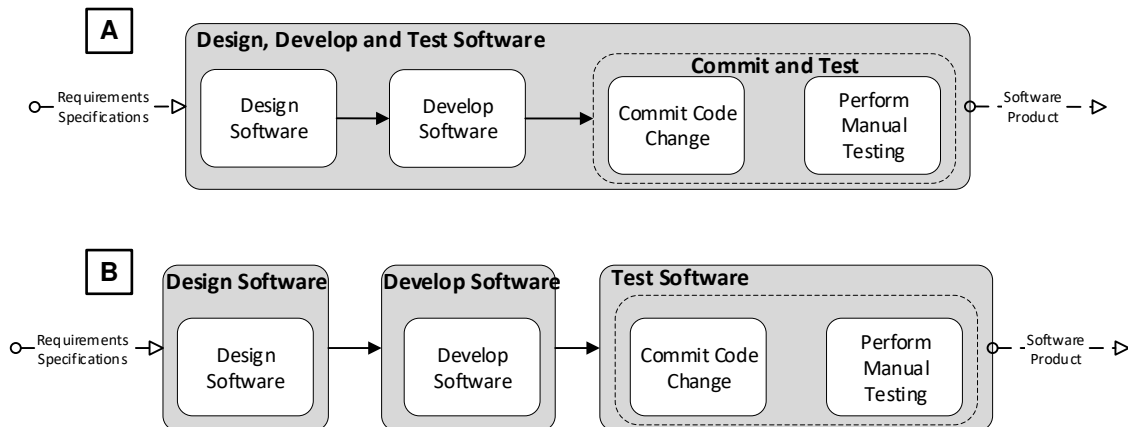 A
Design, Develop and Test Software
Commit and Test
Requirements
Specifications
Design
Software
Develop
Software
Commit Code
Change
Perform
Manual
Testing
Software
Product
B
Design Software
Develop Software
Test Software
Requirements
Specifications
Design
Software
Develop
Software
Commit Code
Change
Perform
Manual
Testing
Software
Product